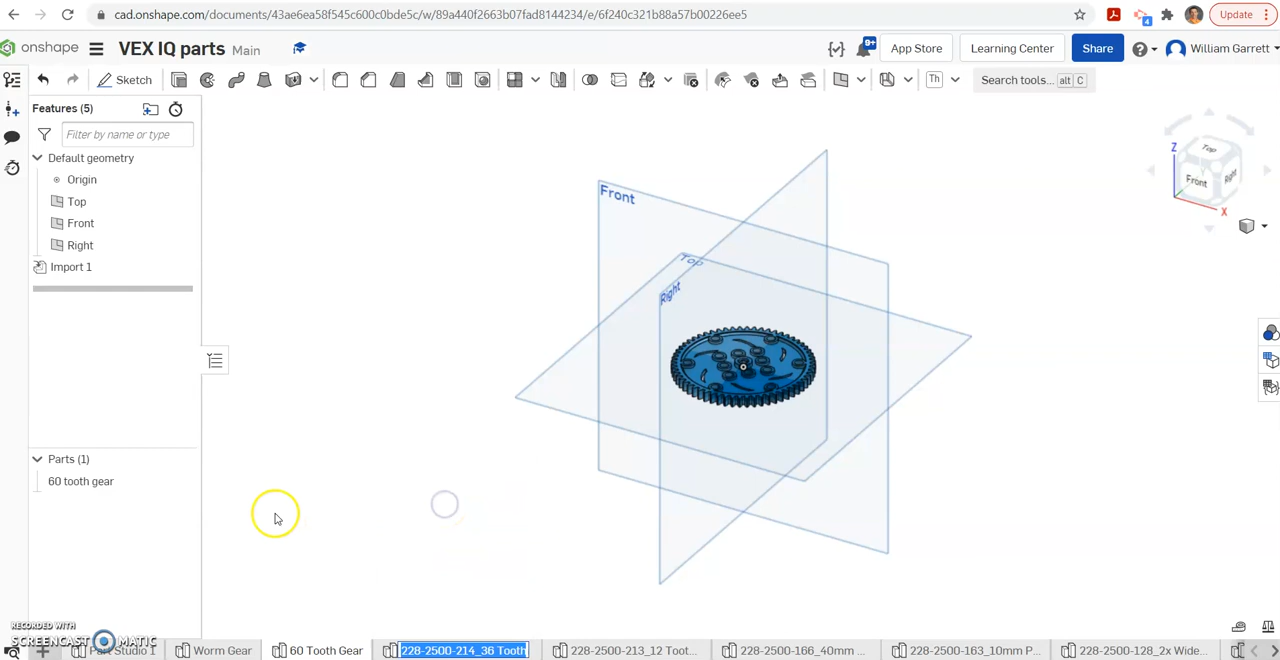 cad.onshape.com/documents/43ae6ea58f545c600c0bde5c/w/89a440f2663b07fad8144234/e/6f240c321b88a57b00226ee5
4
Update
onshape
VEX IQ parts Main
9+
App Store
Learning Center
Share
William Garrett
Sketch
Th
Search tools... alt C
Features (5)
Filter by name or type
Default geometry
Origin
Top
Front
Right
Import 1
Front
Top
Right
Z
Top
Front
Right
X
Parts (1)
60 tooth gear
RECORDED WITH
SCREENCAST MATIC
Part Studio 1
Worm Gear
60 Tooth Gear
228-2500-214_36 Tooth
228-2500-213_12 Toot...
228-2500-166_40mm ...
228-2500-163_10mm P...
228-2500-128_2x Wide...